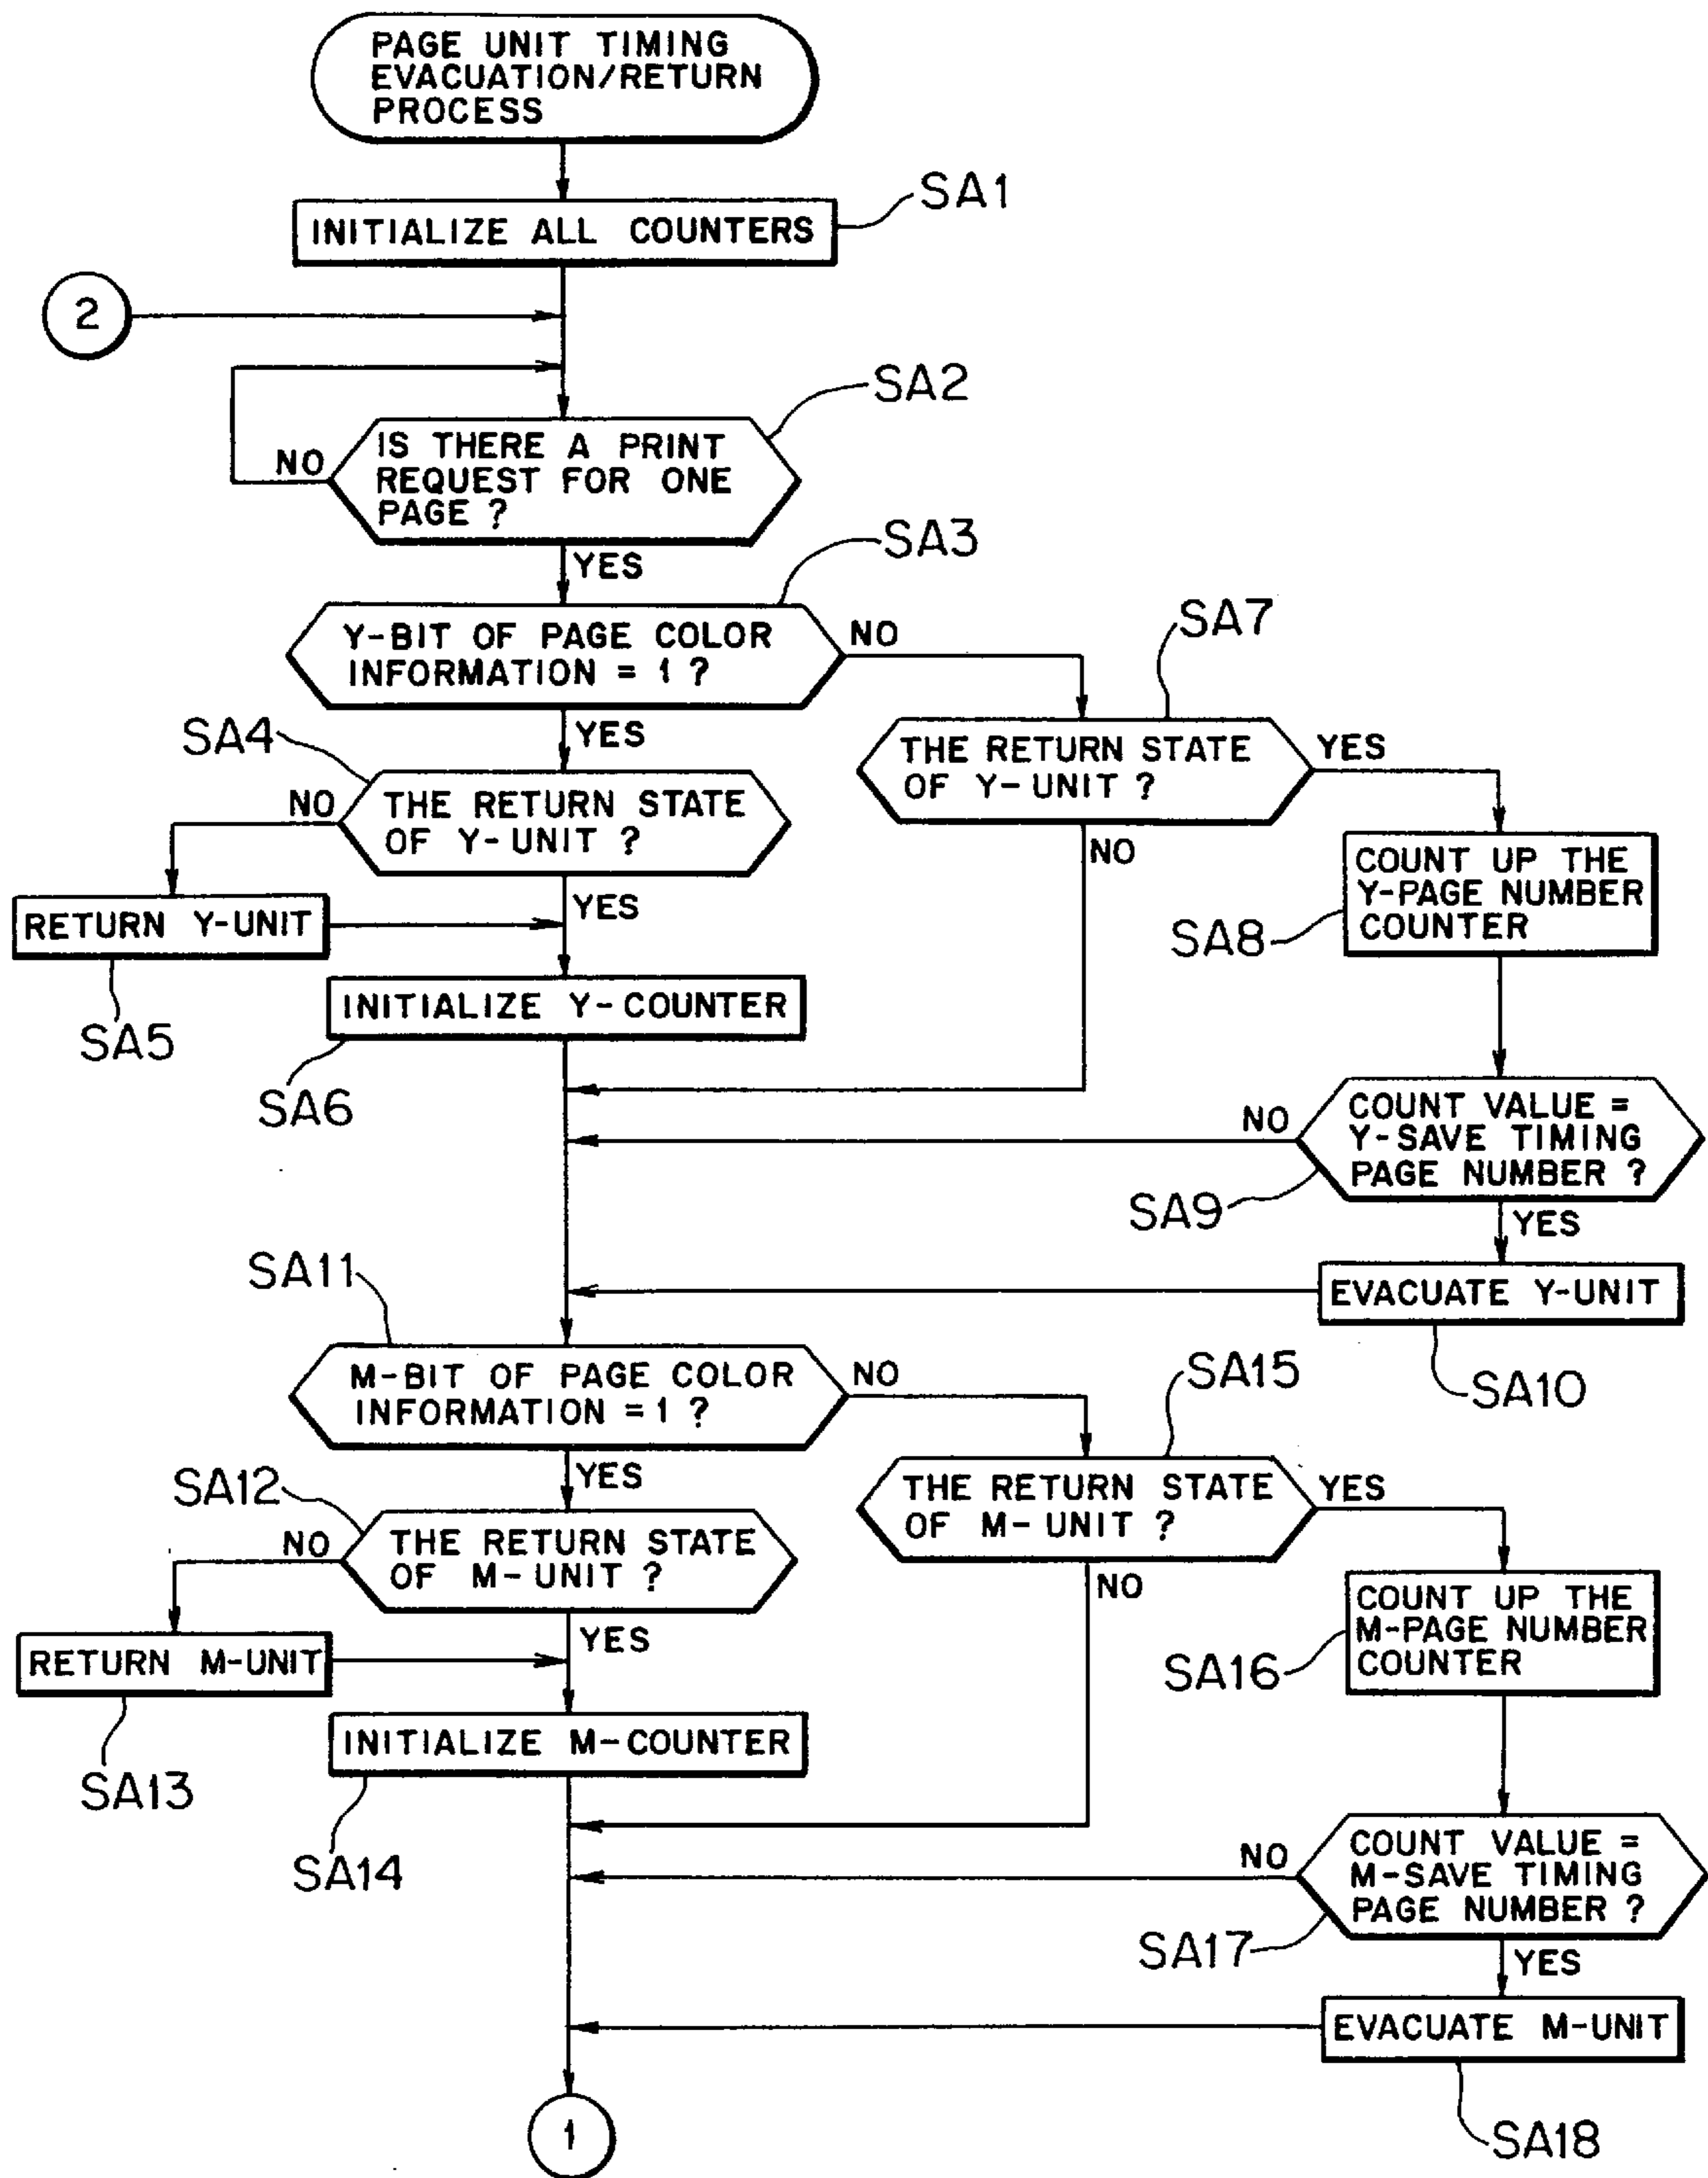 PAGE UNIT TIMING
EVACUATION/RETURN
PROCESS
SA1
INITIALIZE ALL COUNTERS
2
SA2
IS THERE A PRINT
REQUEST FOR ONE
PAGE ?
NO
YES
SA3
Y-BIT OF PAGE COLOR
INFORMATION = 1 ?
NO
YES
SA7
THE RETURN STATE
OF Y-UNIT ?
YES
NO
SA4
THE RETURN STATE
OF Y-UNIT ?
NO
YES
COUNT UP THE
Y-PAGE NUMBER
COUNTER
SA8
RETURN Y-UNIT
SA5
INITIALIZE Y-COUNTER
SA6
COUNT VALUE =
Y-SAVE TIMING
PAGE NUMBER ?
NO
SA9
YES
EVACUATE Y-UNIT
SA10
SA11
M-BIT OF PAGE COLOR
INFORMATION = 1 ?
NO
YES
SA15
THE RETURN STATE
OF M-UNIT ?
YES
NO
SA12
THE RETURN STATE
OF M-UNIT ?
NO
YES
COUNT UP THE
M-PAGE NUMBER
COUNTER
SA16
RETURN M-UNIT
SA13
INITIALIZE M-COUNTER
SA14
COUNT VALUE =
M-SAVE TIMING
PAGE NUMBER ?
NO
SA17
YES
EVACUATE M-UNIT
SA18
1